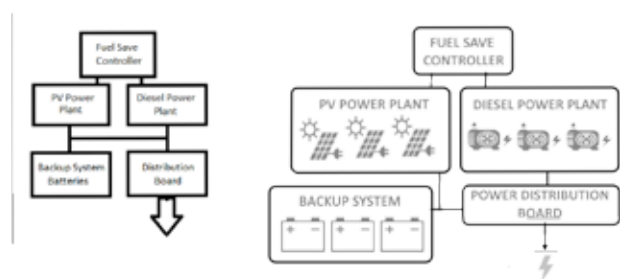 Fuel Save
Controller
PV Power
Plant
Diesel Power
Plant
Backup System
Batteries
Distribution
Board
FUEL SAVE
CONTROLLER
PV POWER PLANT
DIESEL POWER PLANT
BACKUP SYSTEM
POWER DISTRIBUTION
BOARD